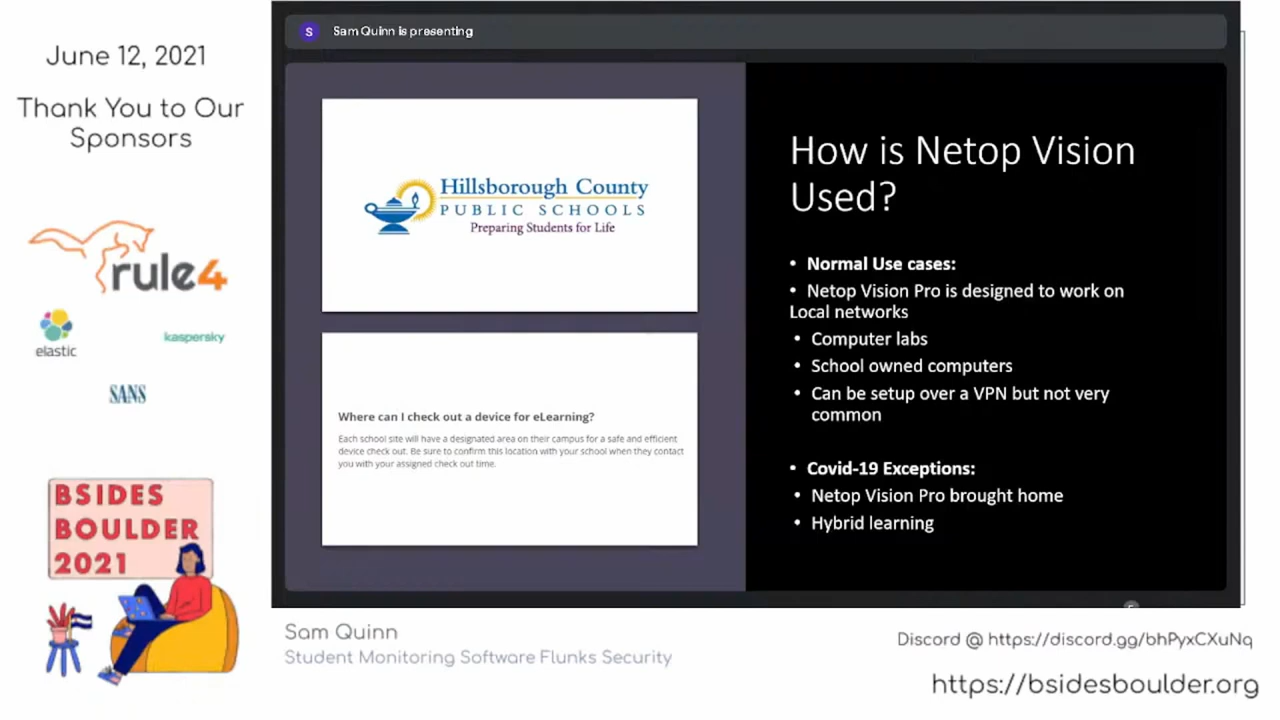 June 12, 2021
Thank You to Our
Sponsors
rule4
elastic
kaspersky
SANS
BSIDES
BOULDER
2021
S
Sam Quinn is presenting
Hillsborough County
PUBLIC SCHOOLS
Preparing Students for Life
Where can I check out a device for eLearning?
Each school site will have a designated area on their campus for a safe and efficient
device check out. Be sure to confirm this location with your school when they contact
you with your assigned check out time.
How is Netop Vision
Used?
• Normal Use cases:
• Netop Vision Pro is designed to work on
Local networks
• Computer labs
• School owned computers
• Can be setup over a VPN but not very
common
• Covid-19 Exceptions:
• Netop Vision Pro brought home
• Hybrid learning
Sam Quinn
Student Monitoring Software Flunks Security
Discord @ https://discord.gg/bhPyxCXuNq
https://bsidesboulder.org